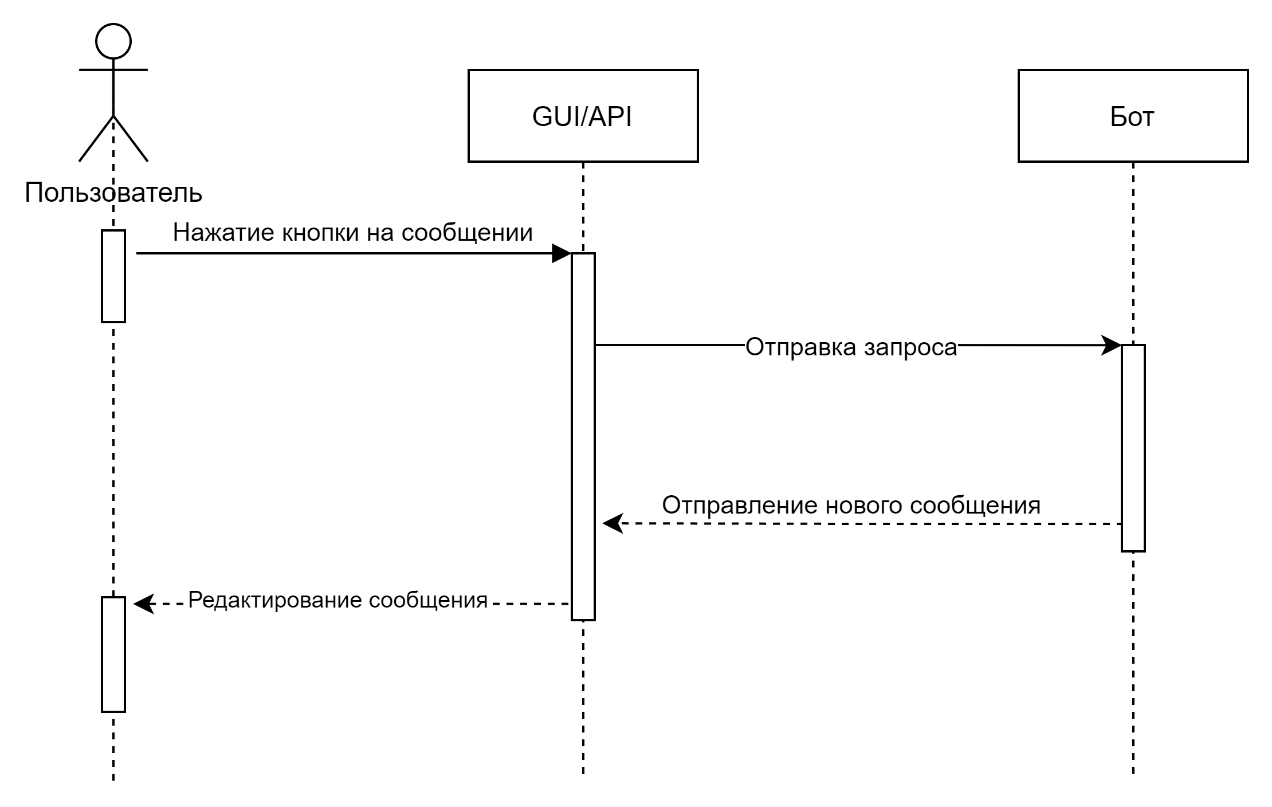 GUI/API
Бот
Пользователь
Нажатие кнопки на сообщении
Отправка запроса
Отправление нового сообщения
Редактирование сообщения